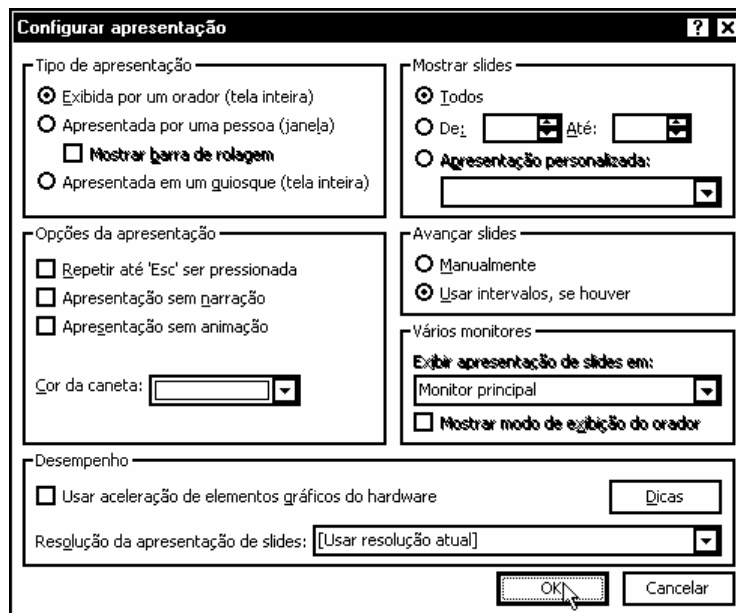 Configurar apresentação
Tipo de apresentação
Exibida por um orador (tela inteira)
Apresentada por uma pessoa (janela)
Mostrar barra de rolagem
Apresentada em um quiosque (tela inteira)
Mostrar slides
Todos
De: Até:
Apresentação personalizada:
Opções da apresentação
Repetir até 'Esc' ser pressionada
Apresentação sem narração
Apresentação sem animação
Cor da caneta:
Avançar slides
Manualmente
Usar intervalos, se houver
Vários monitores
Exibir apresentação de slides em:
Monitor principal
Mostrar modo de exibição do orador
Desempenho
Usar aceleração de elementos gráficos do hardware
Dicas
Resolução da apresentação de slides: [Usar resolução atual]
OK Cancelar